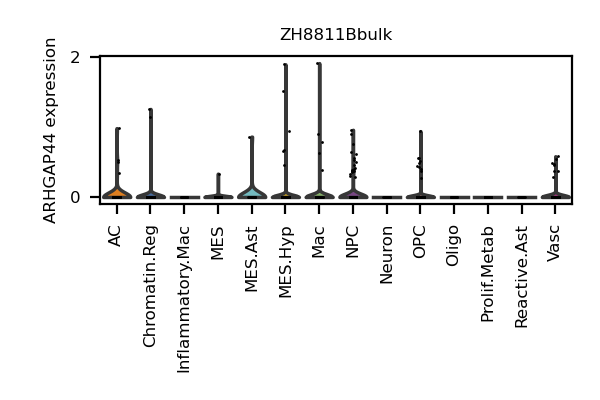 ZH8811Bbulk
ARHGAP44 expression
2
0
AC
Chromatin.Reg
Inflammatory.Mac
MES
MES.Ast
MES.Hyp
Mac
NPC
Neuron
OPC
Oligo
Prolif.Metab
Reactive.Ast
Vasc